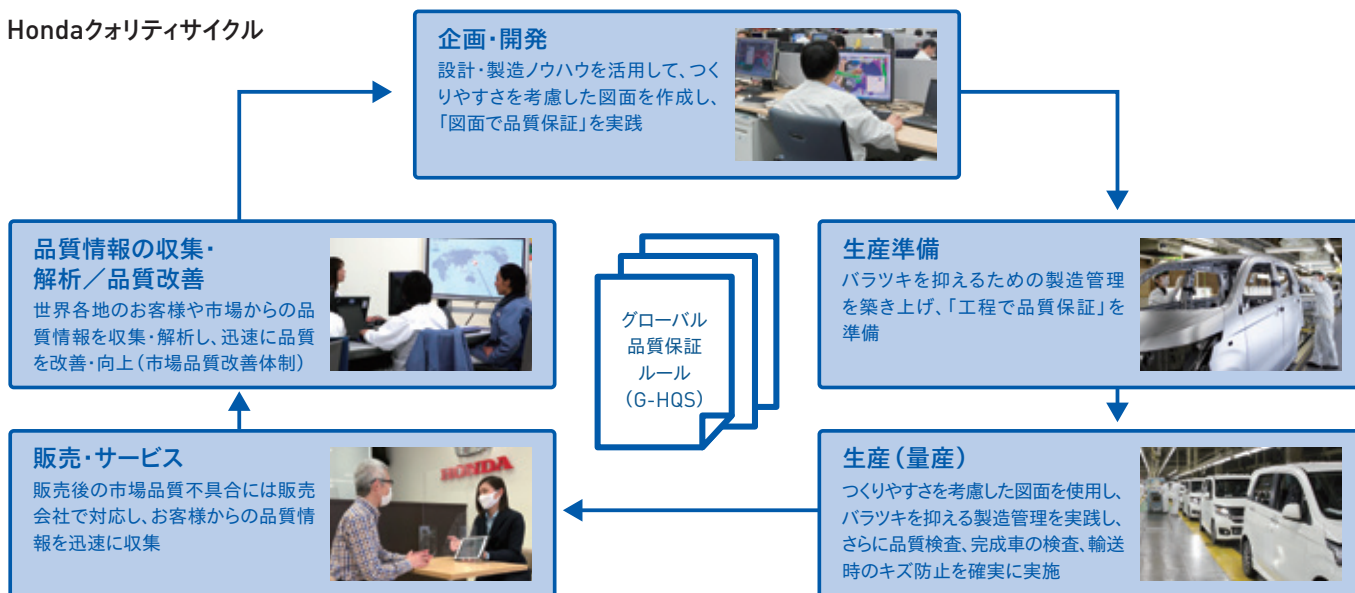 Hondaクォリティサイクル
企画・開発
設計・製造ノウハウを活用して、つく
りやすさを考慮した図面を作成し、
「図面で品質保証」を実践
生産準備
バラツキを抑えるための製造管理
を築き上げ、「工程で品質保証」を
準備
生産（量産）
つくりやすさを考慮した図面を使用し、
バラツキを抑える製造管理を実践し、
さらに品質検査、完成車の検査、輸送
時のキズ防止を確実に実施
販売・サービス
販売後の市場品質不具合には販売
会社で対応し、お客様からの品質情
報を迅速に収集
HONDA
品質情報の収集・
解析／品質改善
世界各地のお客様や市場からの品
質情報を収集・解析し、迅速に品質
を改善・向上（市場品質改善体制）
グローバル
品質保証
ルール
（G-HQS）